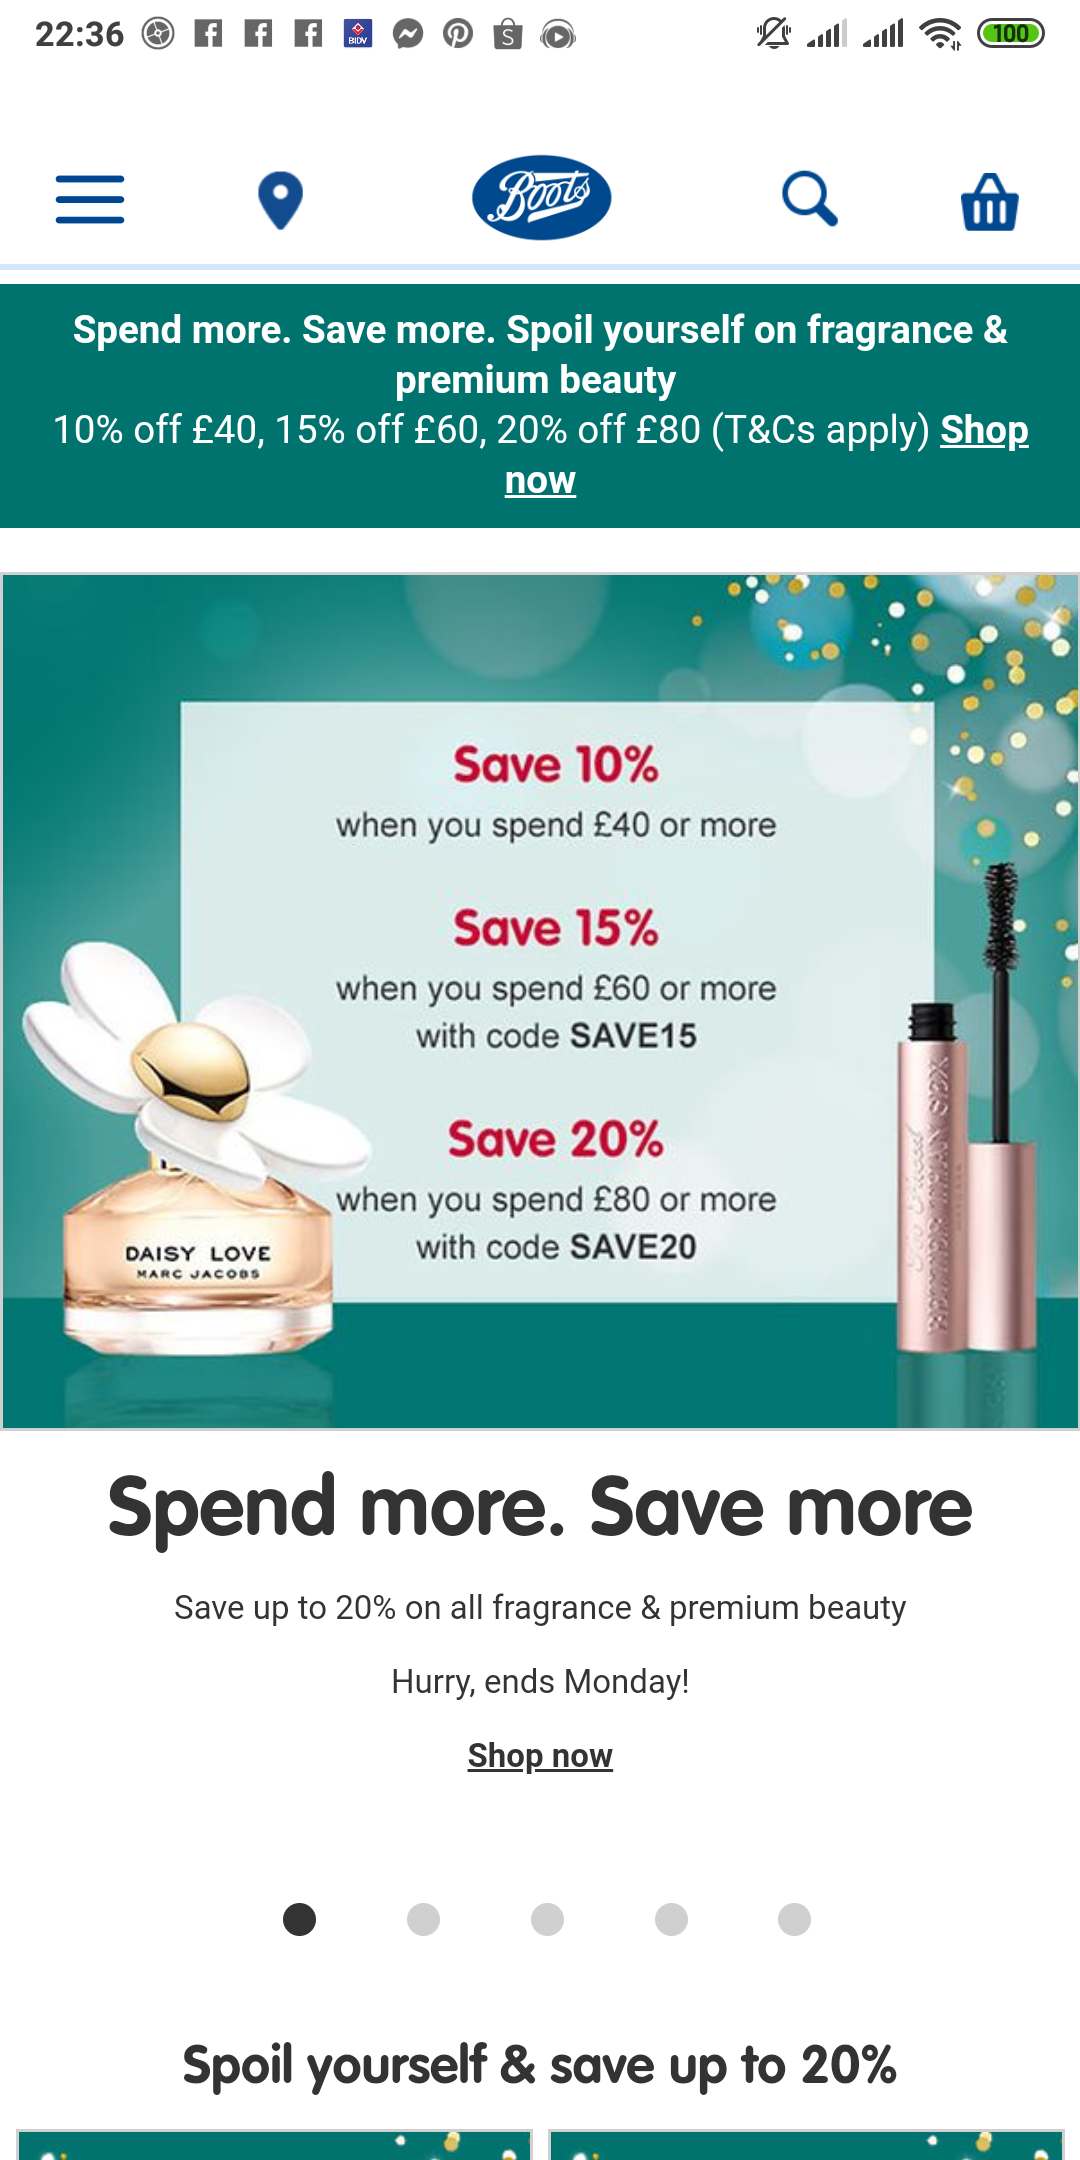 22:36
BIDV
100
Boots
Spend more. Save more. Spoil yourself on fragrance &
premium beauty
10% off £40, 15% off £60, 20% off £80 (T&Cs apply) Shop
now
Save 10%
when you spend £40 or more
Save 15%
when you spend £60 or more
with code SAVE15
Save 20%
when you spend £80 or more
with code SAVE20
DAISY LOVE
MARC JACOBS
BETTER THAN SEX
Spend more. Save more
Save up to 20% on all fragrance & premium beauty
Hurry, ends Monday!
Shop now
Spoil yourself & save up to 20%